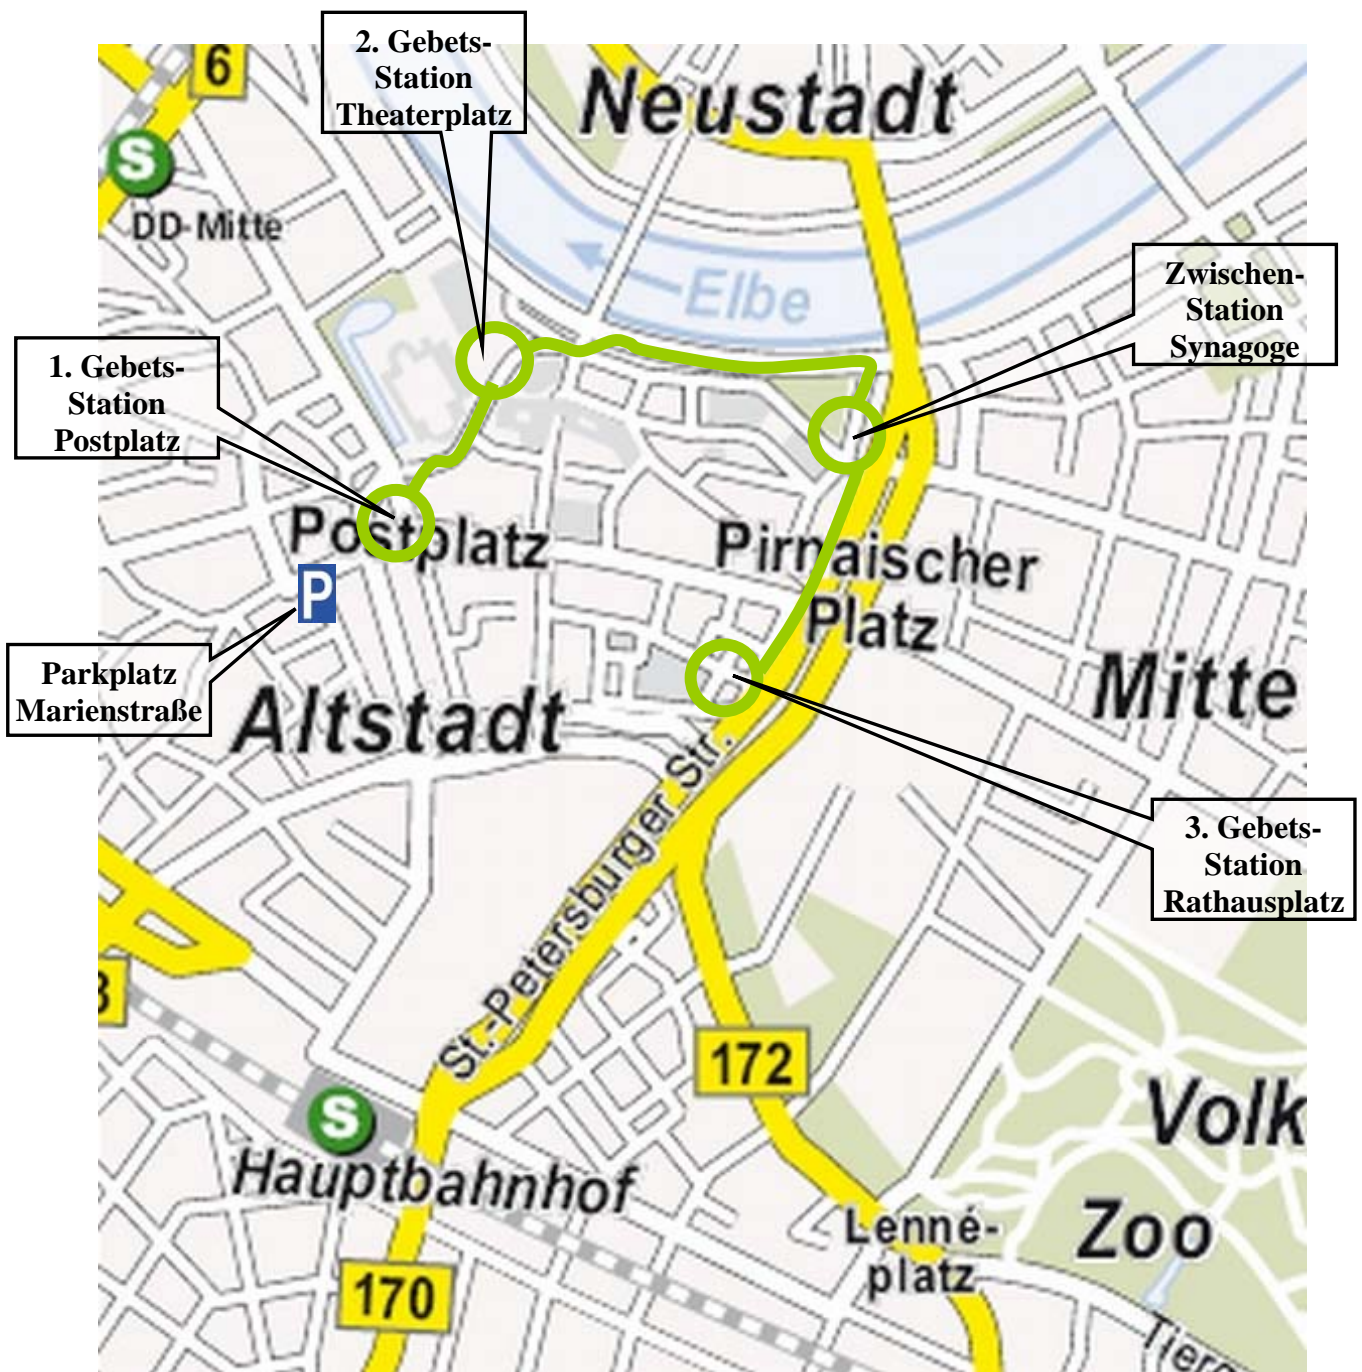 2. Gebets-
Station
Theaterplatz
6
Neustadt
S
DD-Mitte
Elbe
Zwischen-
Station
Synagoge
1. Gebets-
Station
Postplatz
Postplatz
Pirnaischer
Platz
P
Parkplatz
Marienstraße
Altstadt
Mitte
St.-Petersburger Str.
3. Gebets-
Station
Rathausplatz
172
S
Hauptbahnhof
Volk
Zoo
Lenné-
platz
170